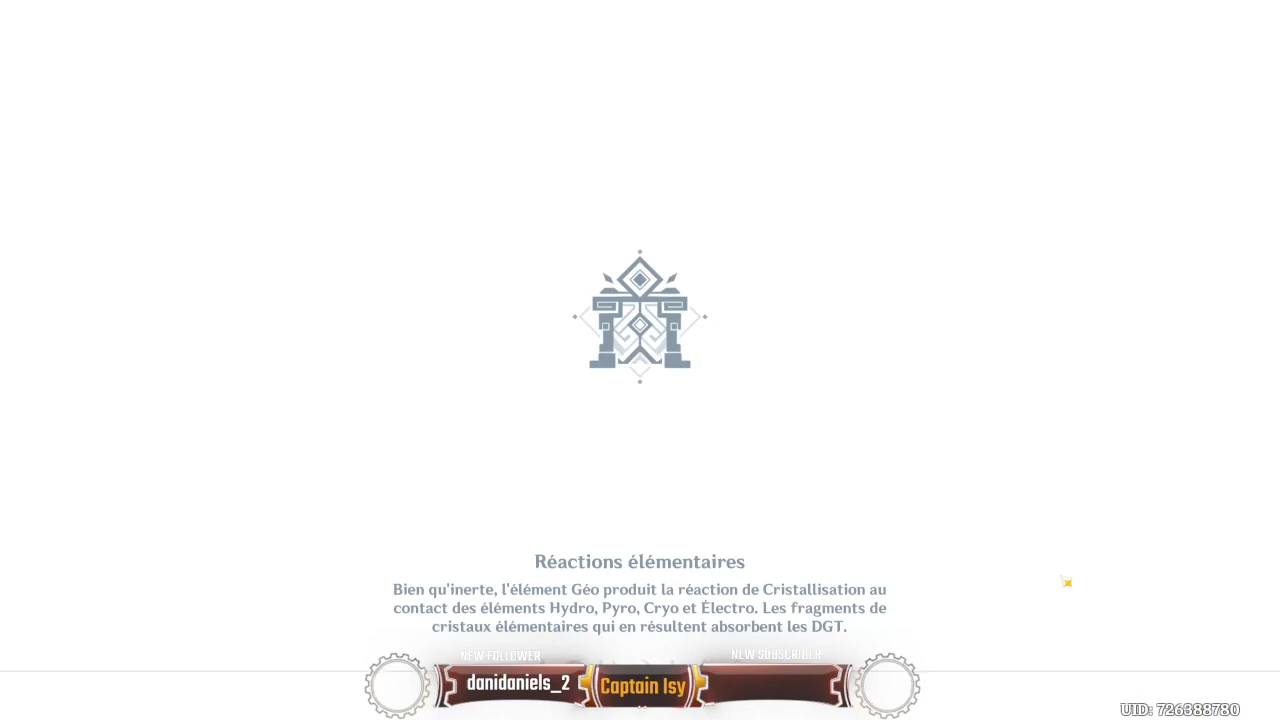 Réactions élémentaires
Bien qu'inerte, l'élément Géo produit la réaction de Cristallisation au
contact des éléments Hydro, Pyro, Cryo et Électro. Les fragments de
cristaux élémentaires qui en résultent absorbent les DGT.
NEW FOLLOWER
NEW SUBSCRIBER
danidaniels_2
Captain Isy
UID: 726388780